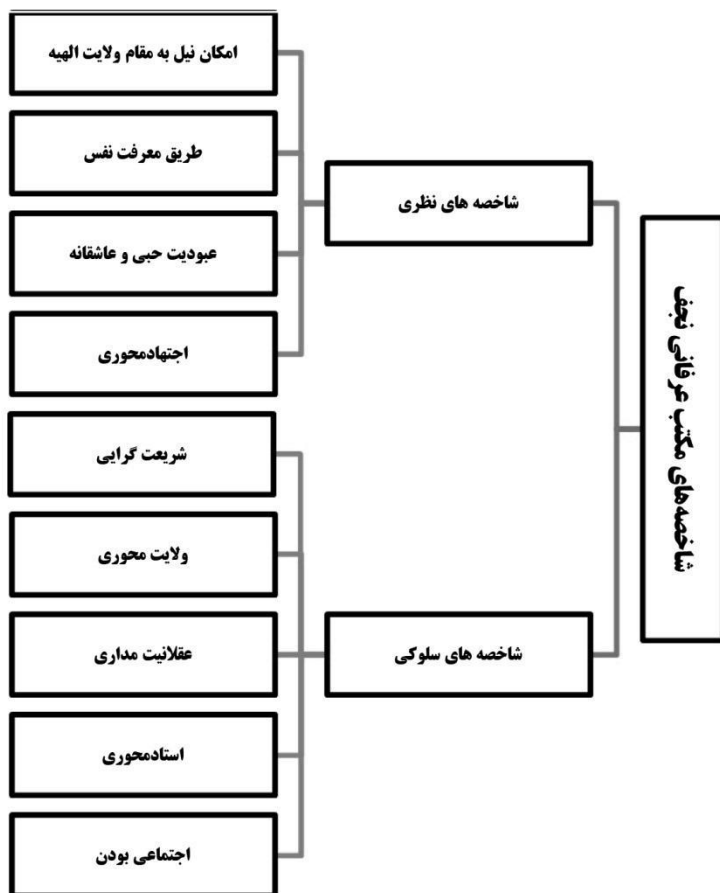 شاخصه‌های مکتب عرفانی نجف
شاخصه های نظری
امکان نیل به مقام ولایت الهیه
طریق معرفت نفس
عبودیت حبی و عاشقانه
اجتهادمحوری
شاخصه های سلوکی
شریعت گرایی
ولایت محوری
عقلانیت مداری
استادمحوری
اجتماعی بودن